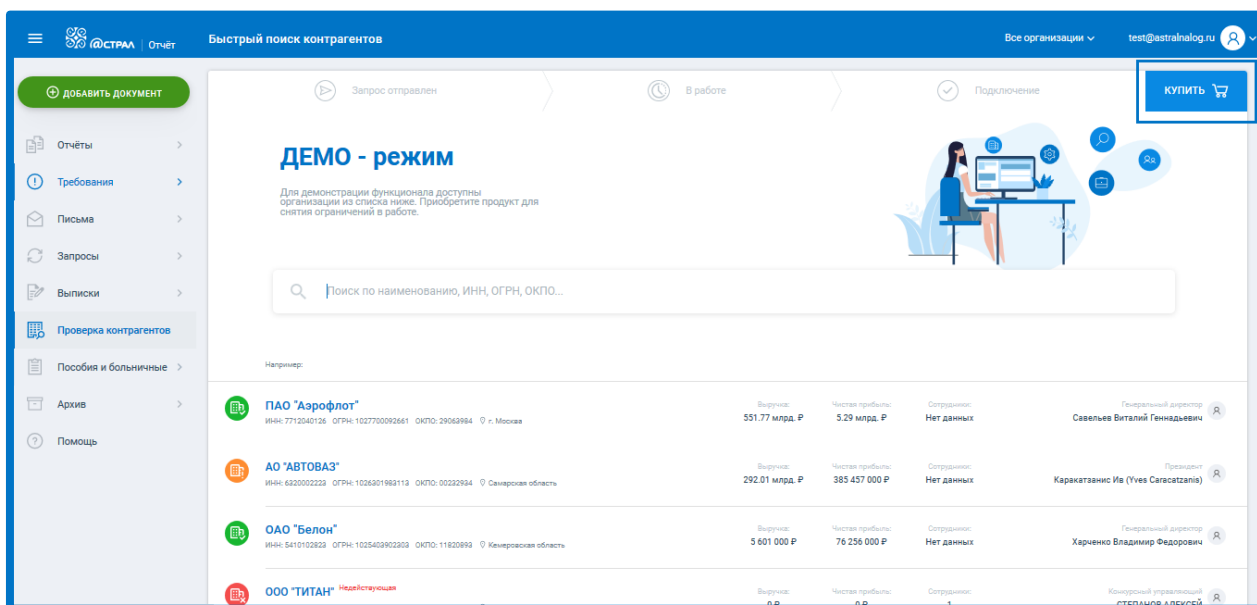 @СТРАЛ | Отчёт
Быстрый поиск контрагентов
Все организации
test@astralnalog.ru
ДОБАВИТЬ ДОКУМЕНТ
Отчёты
Требования
Письма
Запросы
Выписки
Проверка контрагентов
Пособия и больничные
Архив
Помощь
Запрос отправлен
В работе
Подключение
КУПИТЬ
ДЕМО - режим
Для демонстрации функционала доступны
организации из списка ниже. Приобретите продукт для
снятия ограничений в работе.
Поиск по наименованию, ИНН, ОГРН, ОКПО...
Например:
ПАО "Аэрофлот"
ИНН: 7712040126 ОГРН: 1027700092661 ОКПО: 29063984 г. Москва
Выручка: Чистая прибыль: Сотрудники: Генеральный директор
551.77 млрд. ₽ 5.29 млрд. ₽ Нет данных Савельев Виталий Геннадьевич
АО "АВТОВАЗ"
ИНН: 6320002223 ОГРН: 1026301983113 ОКПО: 00232934 Самарская область
Выручка: Чистая прибыль: Сотрудники: Президент
292.01 млрд. ₽ 385 457 000 ₽ Нет данных Каракатзанис Ив (Yves Caracatzanis)
ОАО "Белон"
ИНН: 5410102823 ОГРН: 1025403902303 ОКПО: 11820893 Кемеровская область
Выручка: Чистая прибыль: Сотрудники: Генеральный директор
5 601 000 ₽ 76 256 000 ₽ Нет данных Харченко Владимир Федорович
ООО "ТИТАН" Недействующая
Выручка: Чистая прибыль: Сотрудники: Конкурсный управляющий
0 ₽ 0 ₽ 1 СТЕПАНОВ АЛЕКСЕЙ